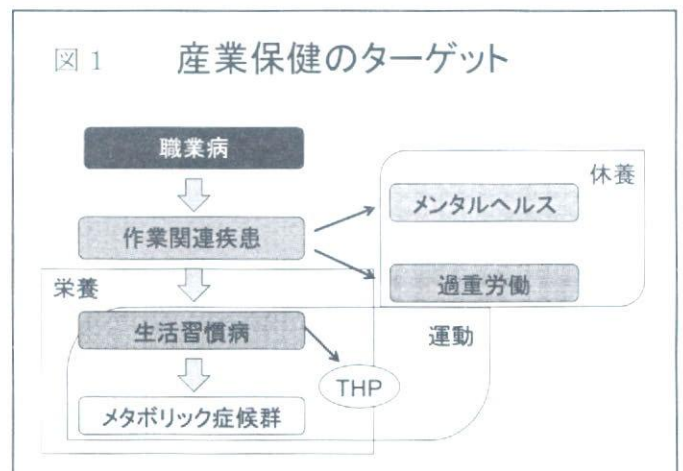 図1 産業保健のターゲット
職業病
休養
メンタルヘルス
作業関連疾患
過重労働
栄養
生活習慣病
運動
THP
メタボリック症候群